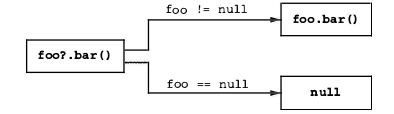 foo != null
foo.bar()
foo?.bar()
foo == null
null